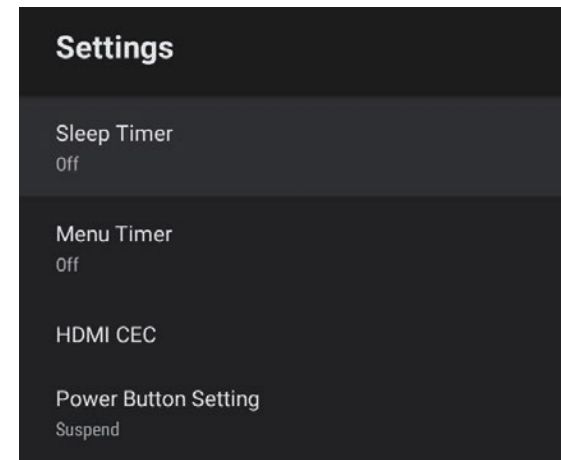 Settings
Sleep Timer
Off
Menu Timer
Off
HDMI CEC
Power Button Setting
Suspend